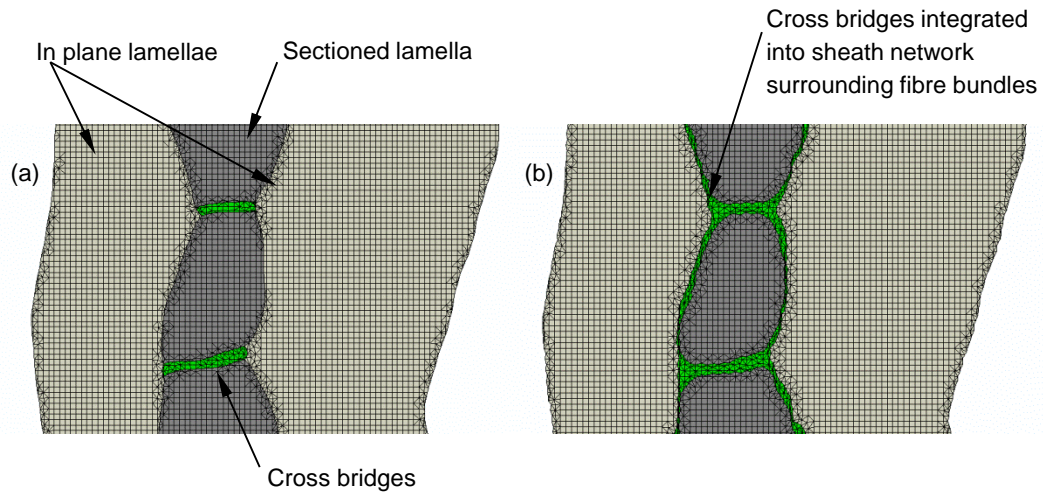 In plane lamellae
Sectioned lamella
Cross bridges integrated
into sheath network
surrounding fibre bundles
(a)
(b)
Cross bridges